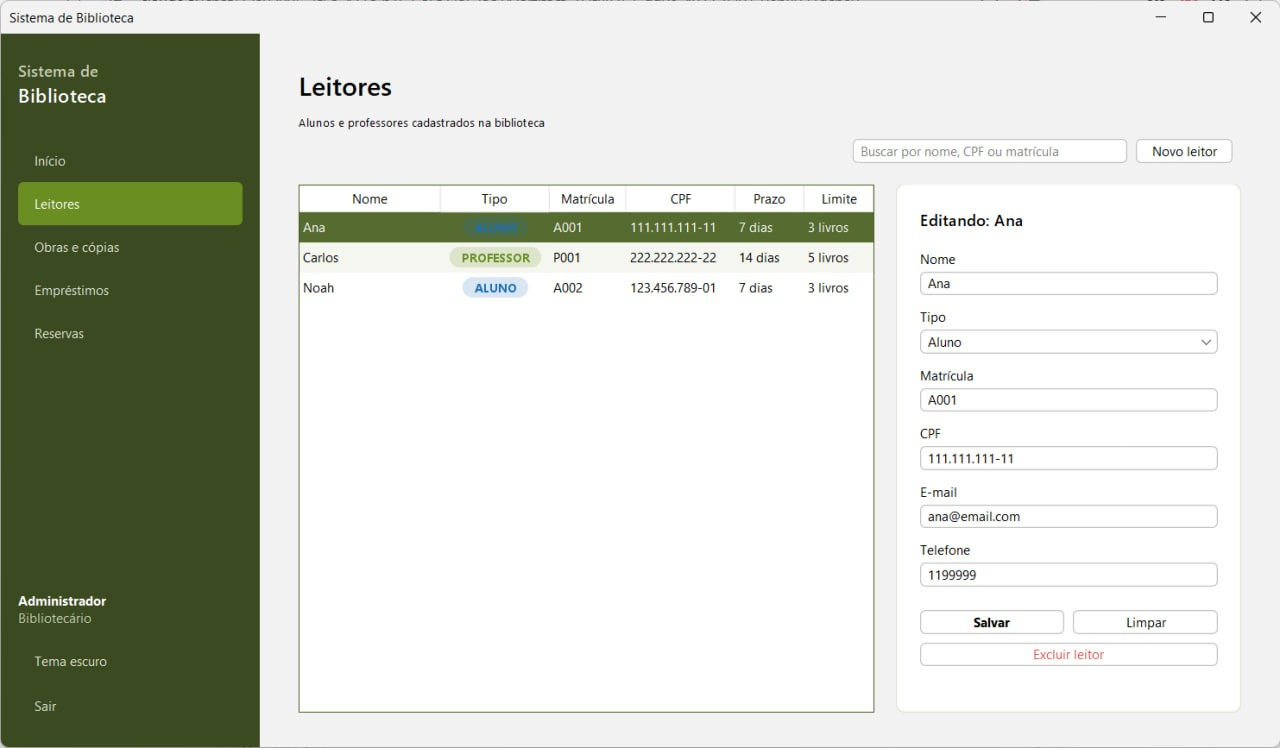 Sistema de Biblioteca
Sistema de
Biblioteca
Início
Leitores
Obras e cópias
Empréstimos
Reservas
Administrador
Bibliotecário
Tema escuro
Sair
Leitores
Alunos e professores cadastrados na biblioteca
Buscar por nome, CPF ou matrícula
Novo leitor
Nome Tipo Matrícula CPF Prazo Limite
Ana ALUNO A001 111.111.111-11 7 dias 3 livros
Carlos PROFESSOR P001 222.222.222-22 14 dias 5 livros
Noah ALUNO A002 123.456.789-01 7 dias 3 livros
Editando: Ana
Nome
Ana
Tipo
Aluno
Matrícula
A001
CPF
111.111.111-11
E-mail
ana@email.com
Telefone
1199999
Salvar Limpar
Excluir leitor